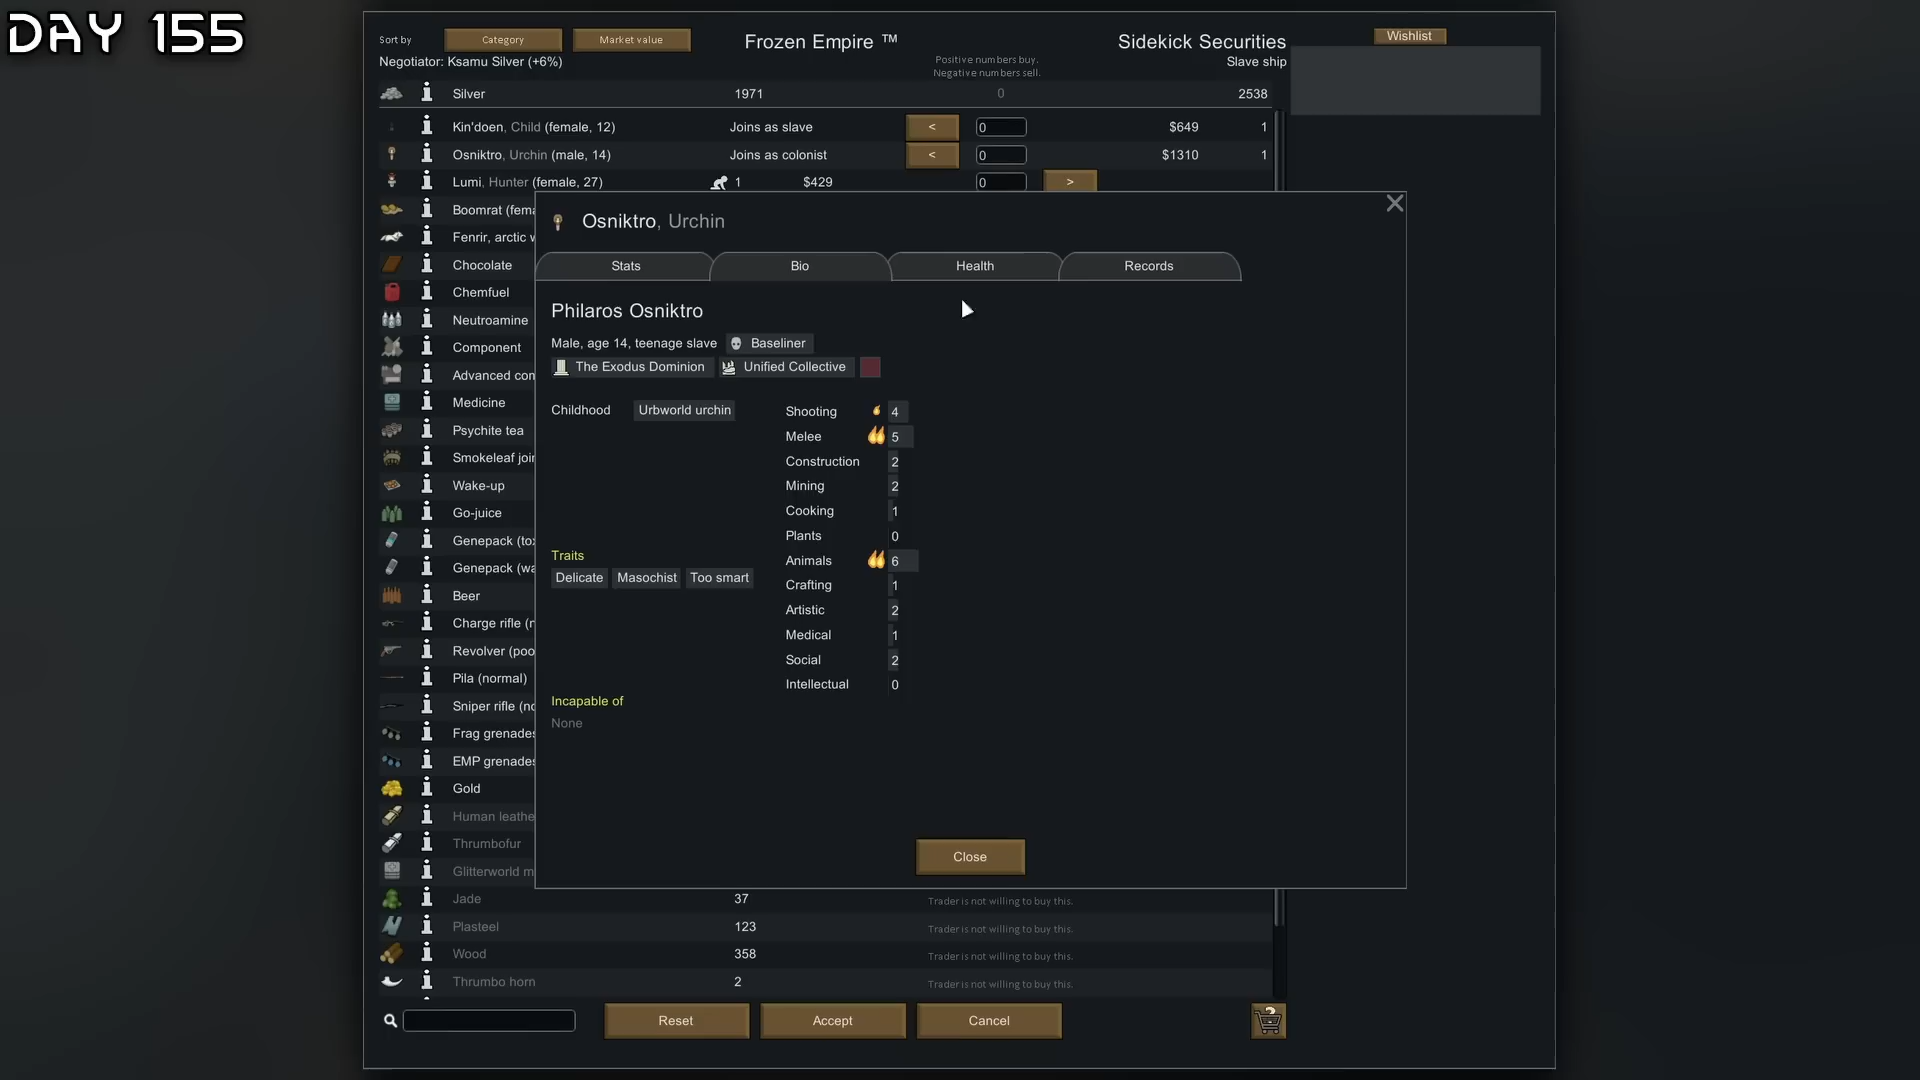 DAY 155
Sort by Category Market value Frozen Empire ™ Sidekick Securities Wishlist
Negotiator: Ksamu Silver (+6%) Positive numbers buy. Slave ship
Negative numbers sell.
Silver 1971 0 2538
Kin'doen, Child (female, 12) Joins as slave < 0 $649 1
Osniktro, Urchin (male, 14) Joins as colonist < 0 $1310 1
Lumi, Hunter (female, 27) 1 $429 0 >
Boomrat (fema
Fenrir, arctic w
Chocolate
Chemfuel
Neutroamine
Component
Advanced con
Medicine
Psychite tea
Smokeleaf join
Wake-up
Go-juice
Genepack (tox
Genepack (wa
Beer
Charge rifle (n
Revolver (poo
Pila (normal)
Sniper rifle (no
Frag grenades
EMP grenades
Gold
Human leathe
Thrumbofur
Glitterworld m
Osniktro, Urchin
Stats Bio Health Records
Philaros Osniktro
Male, age 14, teenage slave Baseliner
The Exodus Dominion Unified Collective
Childhood Urbworld urchin
Traits
Delicate Masochist Too smart
Incapable of
None
Shooting 4
Melee 5
Construction 2
Mining 2
Cooking 1
Plants 0
Animals 6
Crafting 1
Artistic 2
Medical 1
Social 2
Intellectual 0
Close
Jade 37 Trader is not willing to buy this.
Plasteel 123 Trader is not willing to buy this.
Wood 358 Trader is not willing to buy this.
Thrumbo horn 2 Trader is not willing to buy this.
Reset Accept Cancel